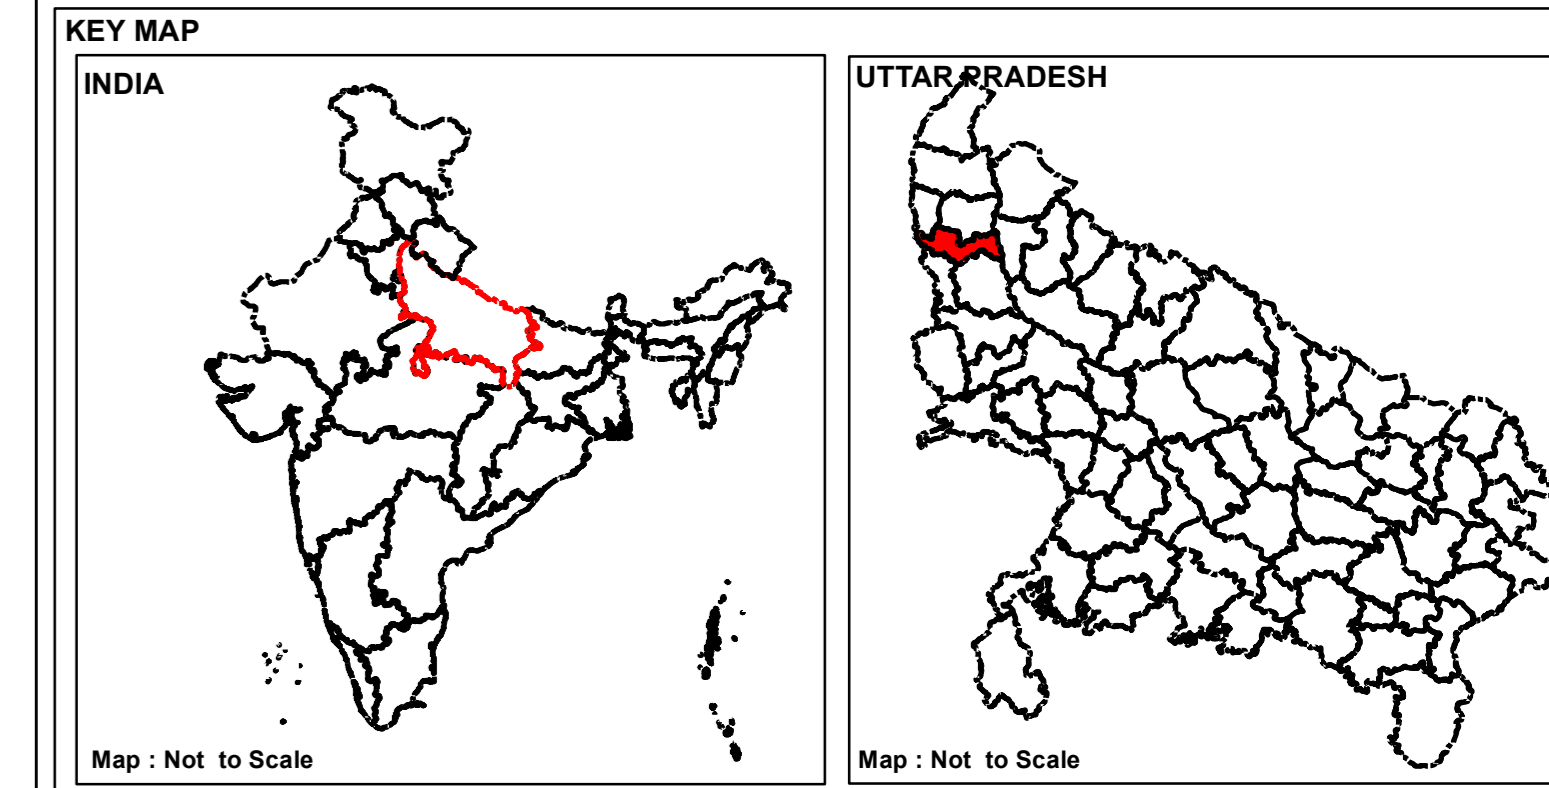 KEY MAP
INDIA
UTTAR PRADESH
Map : Not to Scale
Map : Not to Scale